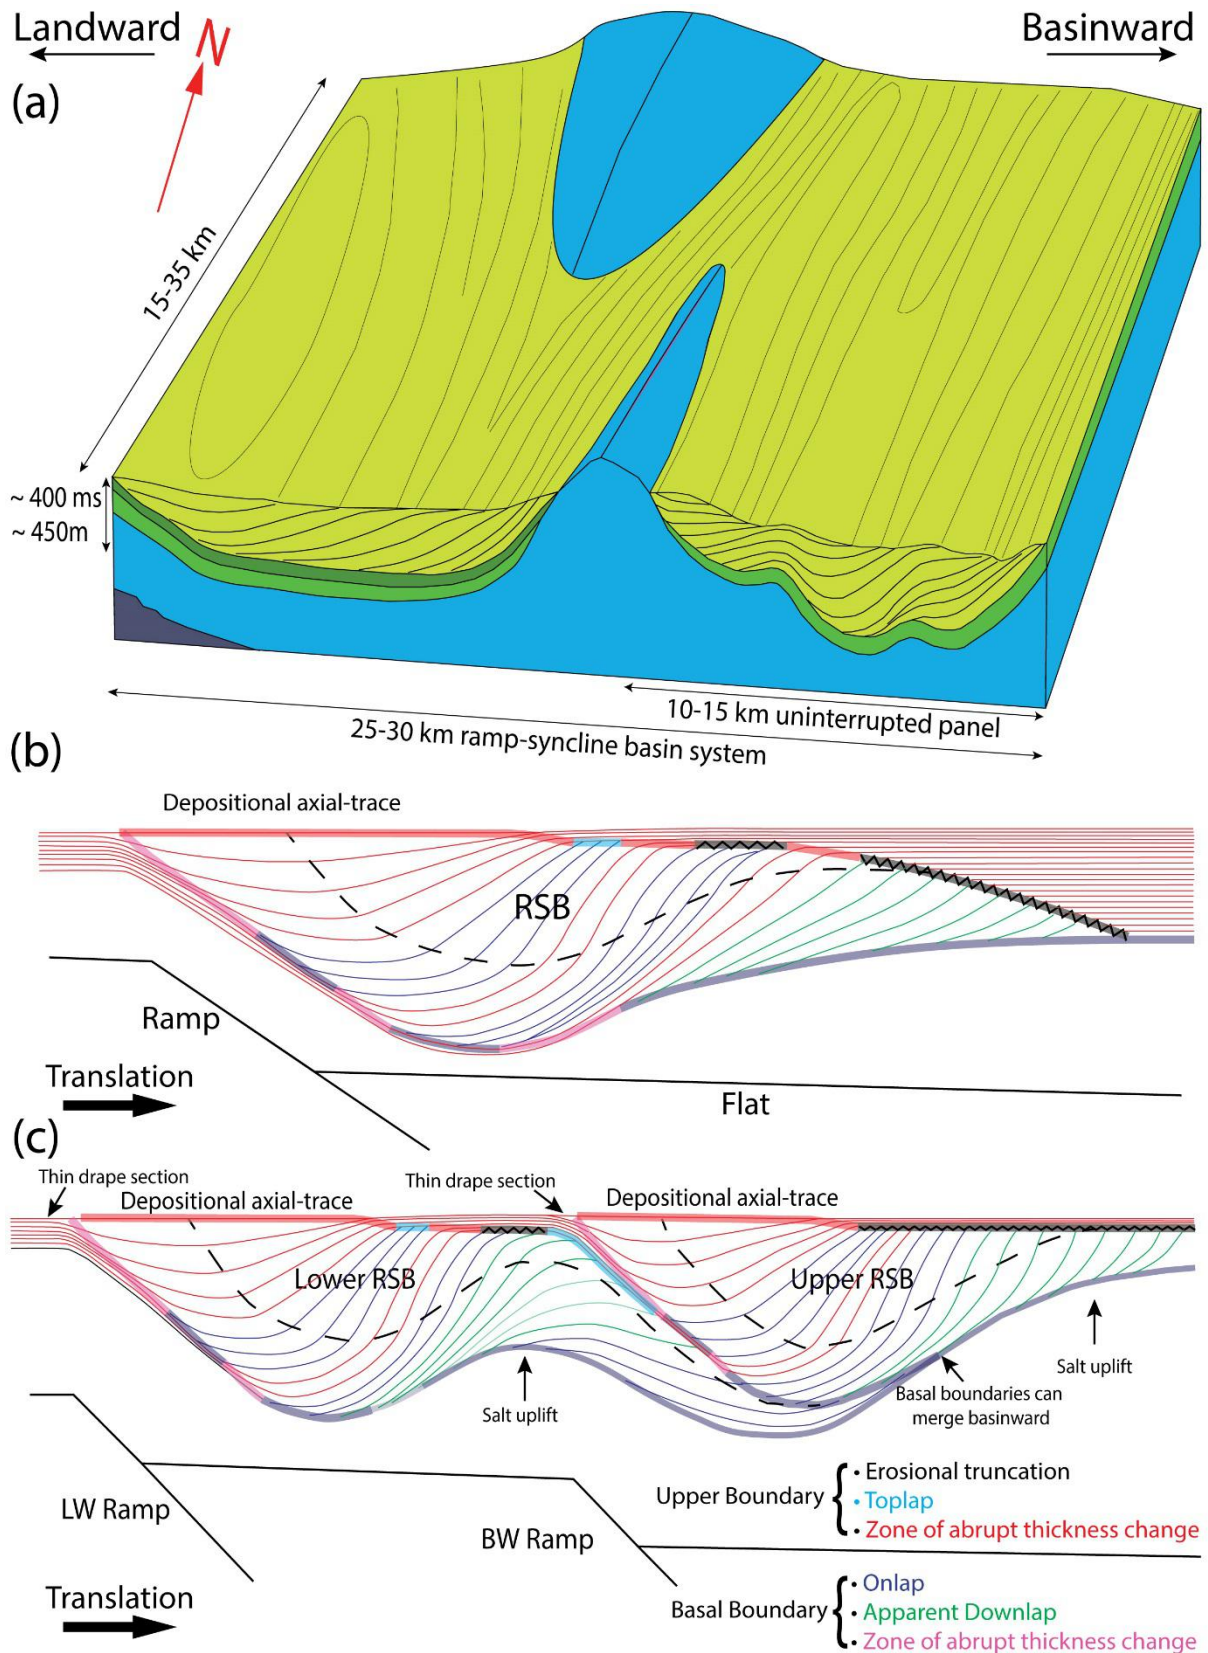 Landward
N
Basinward
(a)
15-35 km
~ 400 ms
~ 450m
10-15 km uninterrupted panel
25-30 km ramp-syncline basin system
(b)
Depositional axial-trace
RSB
Ramp
Translation
Flat
(c)
Thin drape section
Thin drape section
Depositional axial-trace
Depositional axial-trace
Lower RSB
Upper RSB
Salt uplift
Salt uplift
Basal boundaries can
merge basinward
LW Ramp
BW Ramp
Upper Boundary
• Erosional truncation
• Toplap
• Zone of abrupt thickness change
Translation
Basal Boundary
• Onlap
• Apparent Downlap
• Zone of abrupt thickness change